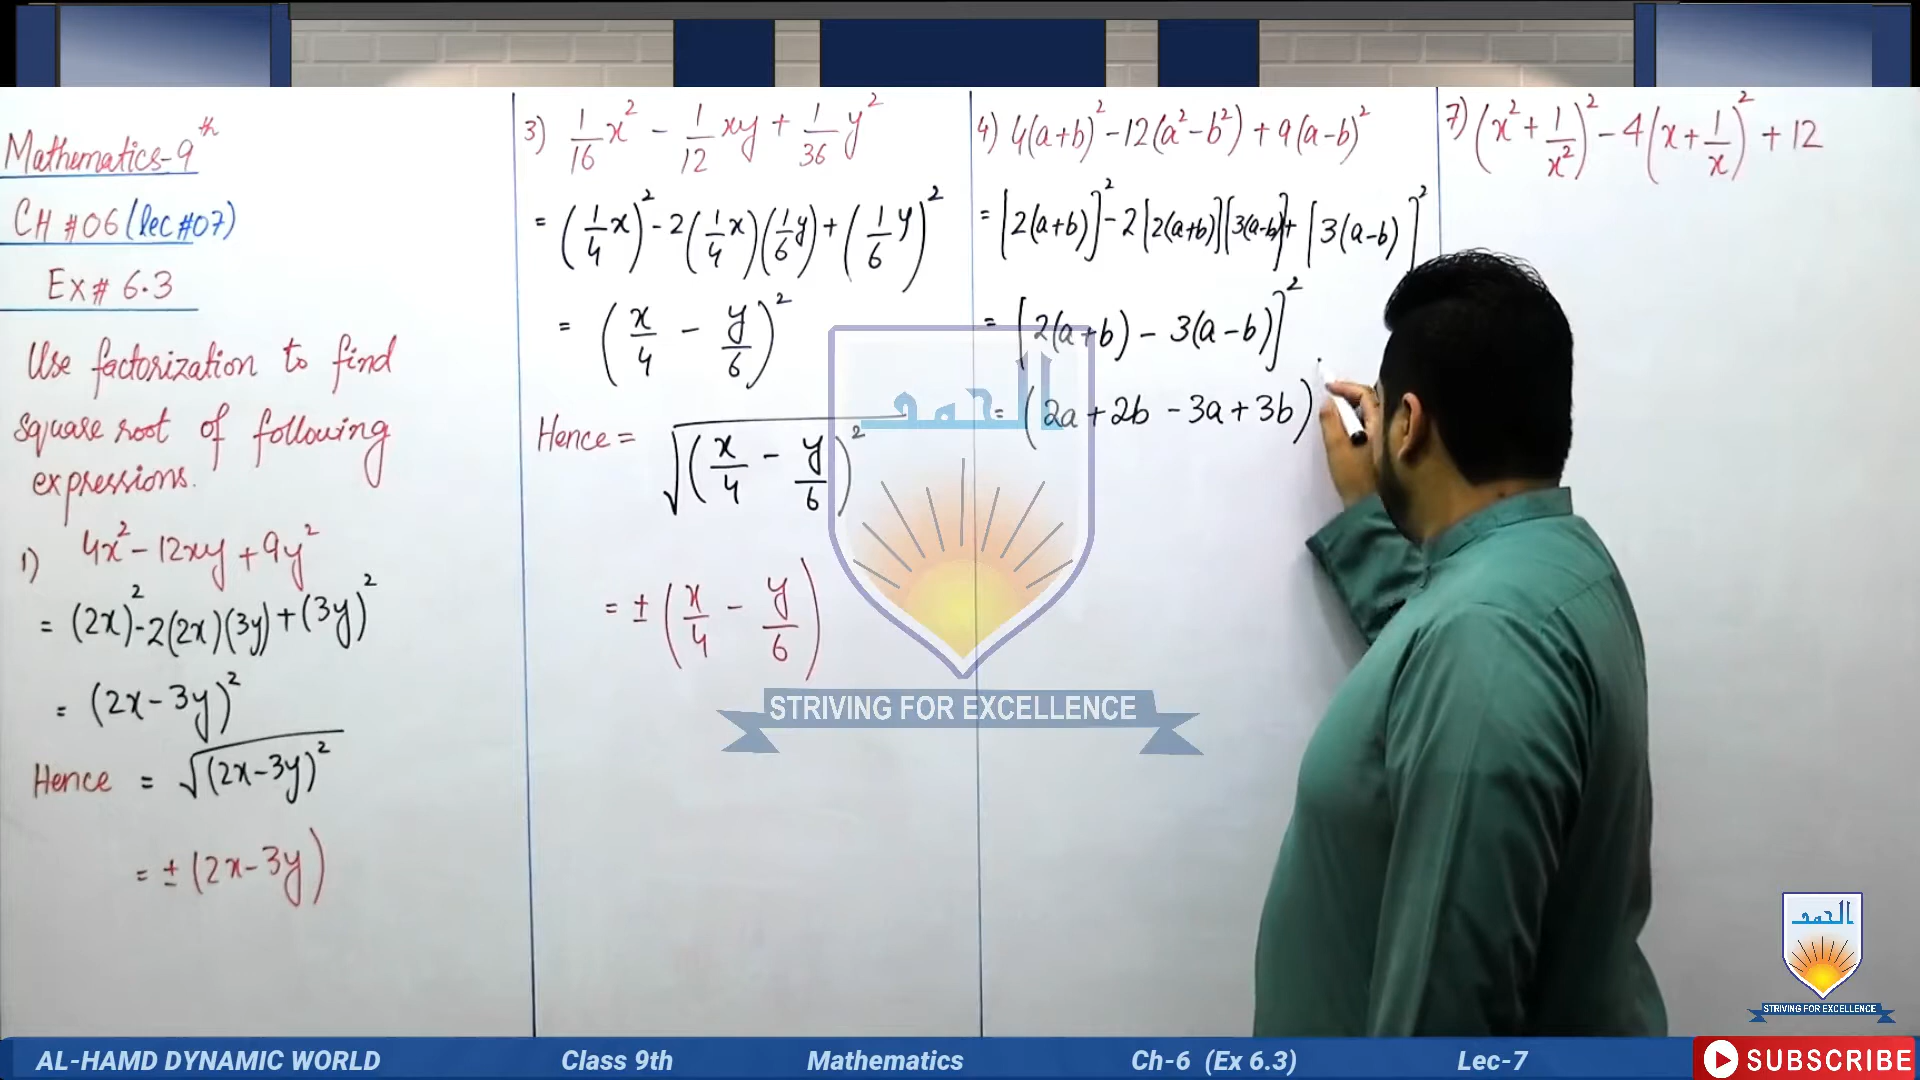 Mathematics-9th
CH #06 (lec #07)
Ex# 6.3
Use factorization to find
square root of following
expressions.
1) 4x² - 12xy + 9y²
= (2x)² - 2(2x)(3y) + (3y)²
= (2x - 3y)²
Hence = √(2x - 3y)²
= ± (2x - 3y)
3) 1/16 x² - 1/12 xy + 1/36 y²
= (1/4 x)² - 2(1/4 x)(1/6 y) + (1/6 y)²
= (x/4 - y/6)²
Hence = √(x/4 - y/6)²
= ± (x/4 - y/6)
4) 4(a+b)² - 12(a² - b²) + 9(a-b)²
= [2(a+b)]² - 2[2(a+b)][3(a-b)] + [3(a-b)]²
= [2(a+b) - 3(a-b)]²
= (2a + 2b - 3a + 3b)
7) (x² + 1/x²)² - 4(x + 1/x)² + 12
الحمد
STRIVING FOR EXCELLENCE
الحمد
STRIVING FOR EXCELLENCE
AL-HAMD DYNAMIC WORLD Class 9th Mathematics Ch-6 (Ex 6.3) Lec-7 SUBSCRIBE